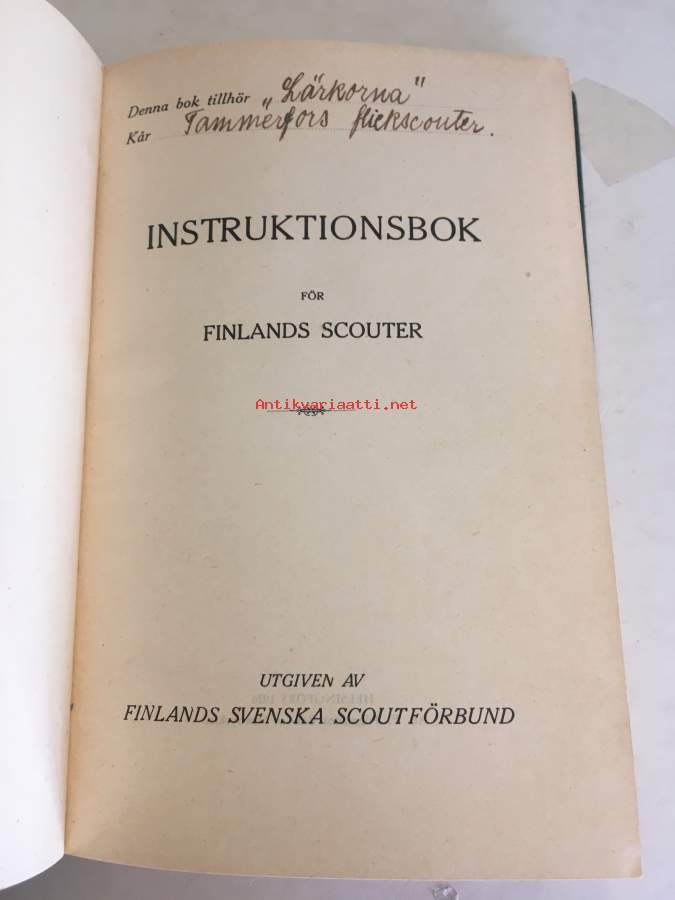 Denna bok tillhör „Lärkorna"
Kår Tammerfors flickscouter.
INSTRUKTIONSBOK
FÖR
FINLANDS SCOUTER
Antikvariaatti.net
UTGIVEN AV
FINLANDS SVENSKA SCOUTFÖRBUND